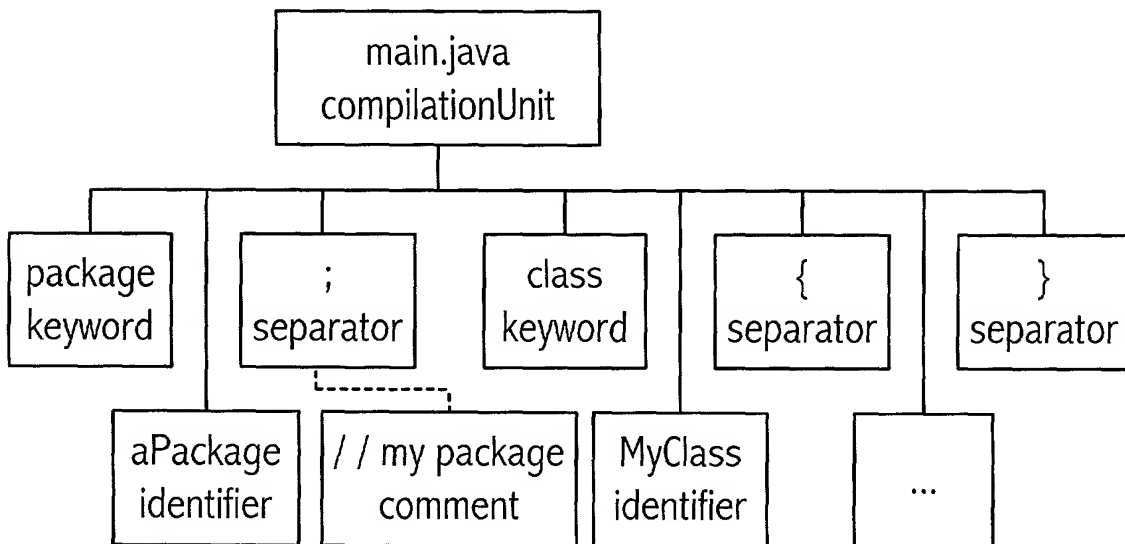 main.java
compilationUnit
package
keyword
;
separator
class
keyword
{
separator
}
separator
aPackage
identifier
/ / my package
comment
MyClass
identifier
...